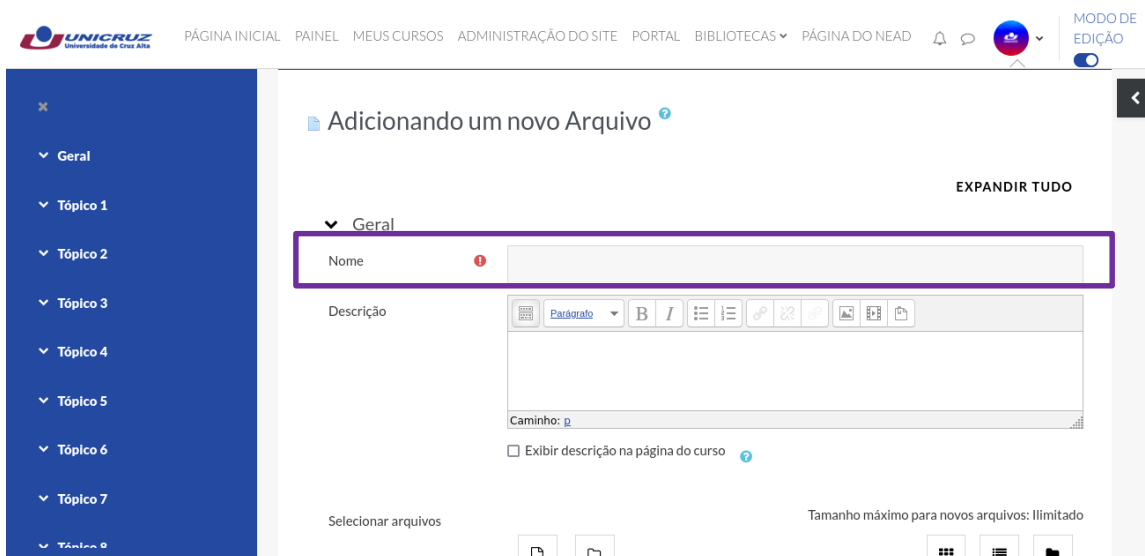 UNICRUZ
Universidade de Cruz Alta
PÁGINA INICIAL PAINEL MEUS CURSOS ADMINISTRAÇÃO DO SITE PORTAL BIBLIOTECAS PÁGINA DO NEAD
MODO DE
EDIÇÃO
Geral
Tópico 1
Tópico 2
Tópico 3
Tópico 4
Tópico 5
Tópico 6
Tópico 7
Tópico 8
Adicionando um novo Arquivo
EXPANDIR TUDO
Geral
Nome
Descrição
Parágrafo B I
Caminho: p
Exibir descrição na página do curso
Tamanho máximo para novos arquivos: Ilimitado
Selecionar arquivos